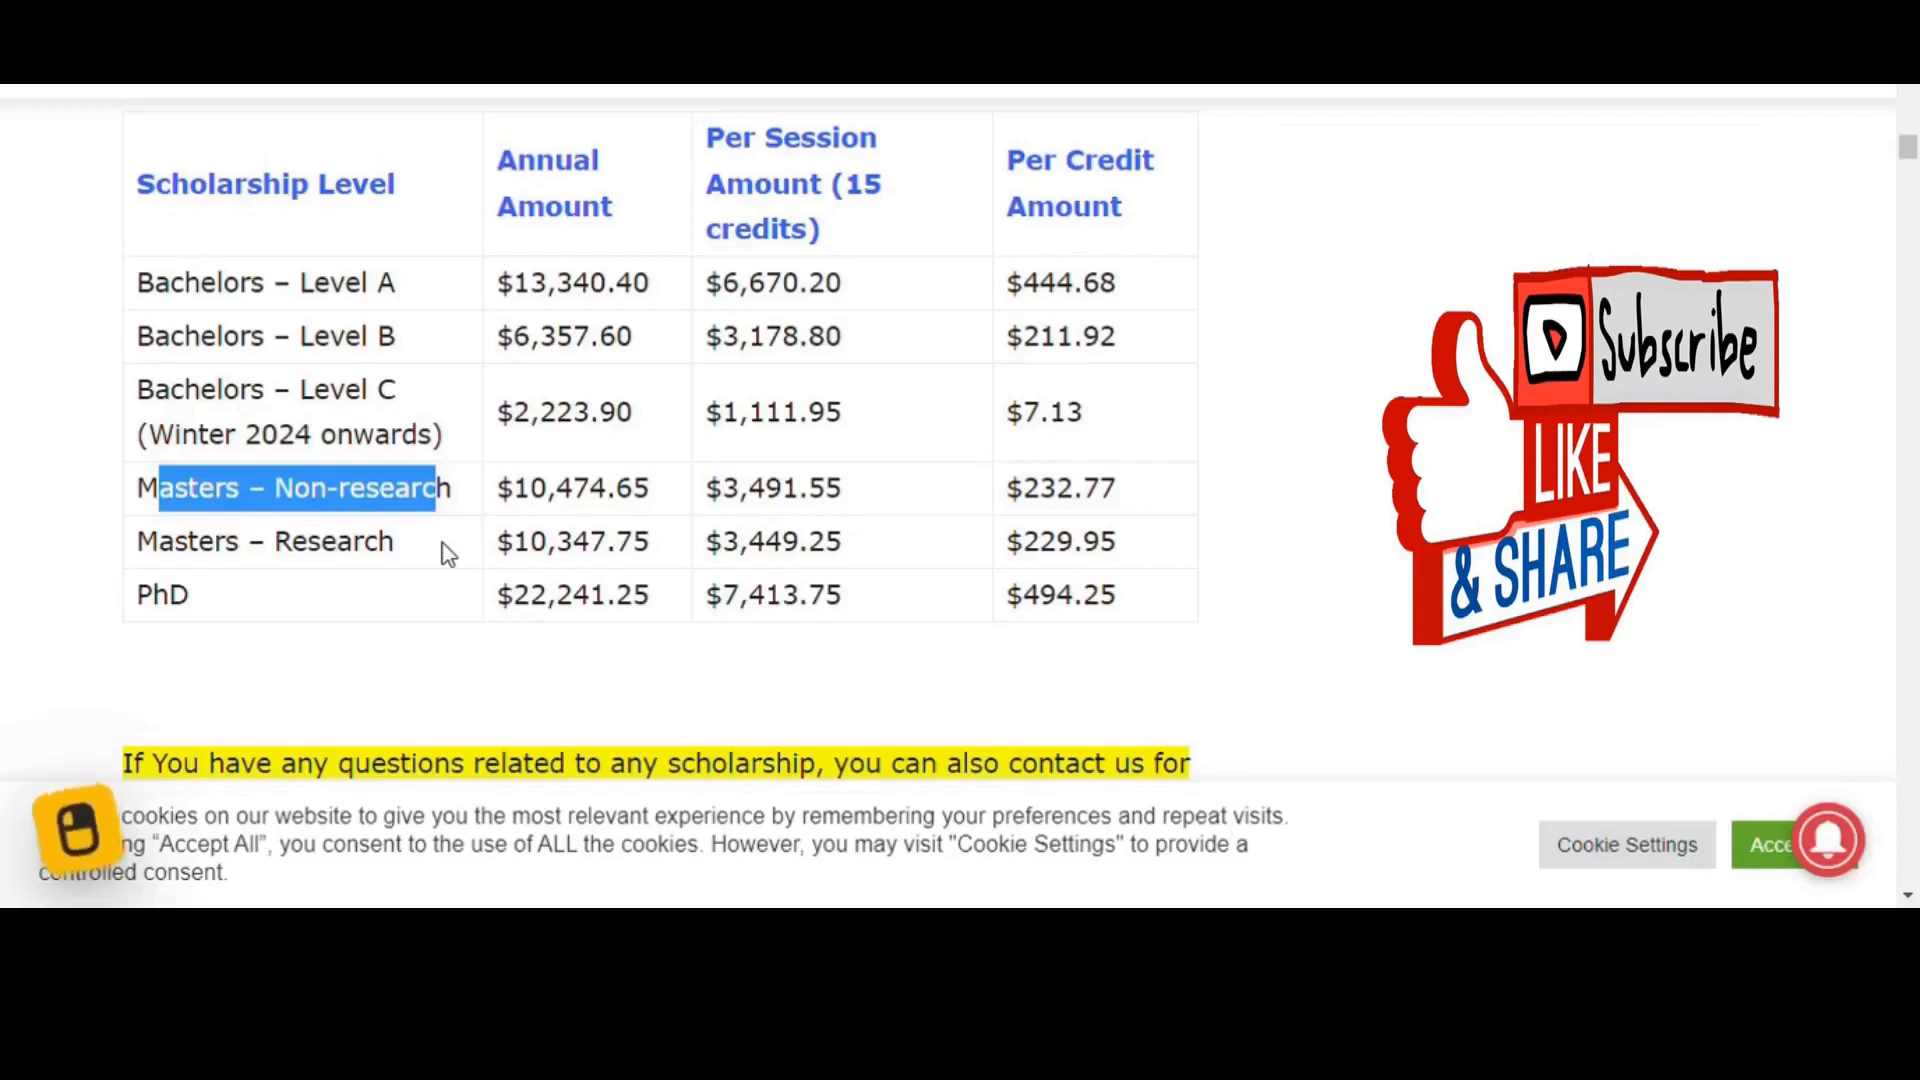 Scholarship Level
Annual
Amount
Per Session
Amount (15
credits)
Per Credit
Amount
Bachelors – Level A
$13,340.40
$6,670.20
$444.68
Bachelors – Level B
$6,357.60
$3,178.80
$211.92
Bachelors – Level C
(Winter 2024 onwards)
$2,223.90
$1,111.95
$7.13
Masters – Non-research
$10,474.65
$3,491.55
$232.77
Masters – Research
$10,347.75
$3,449.25
$229.95
PhD
$22,241.25
$7,413.75
$494.25
Subscribe
LIKE
& SHARE
If You have any questions related to any scholarship, you can also contact us for
cookies on our website to give you the most relevant experience by remembering your preferences and repeat visits.
ng “Accept All”, you consent to the use of ALL the cookies. However, you may visit "Cookie Settings" to provide a
controlled consent.
Cookie Settings
Acce